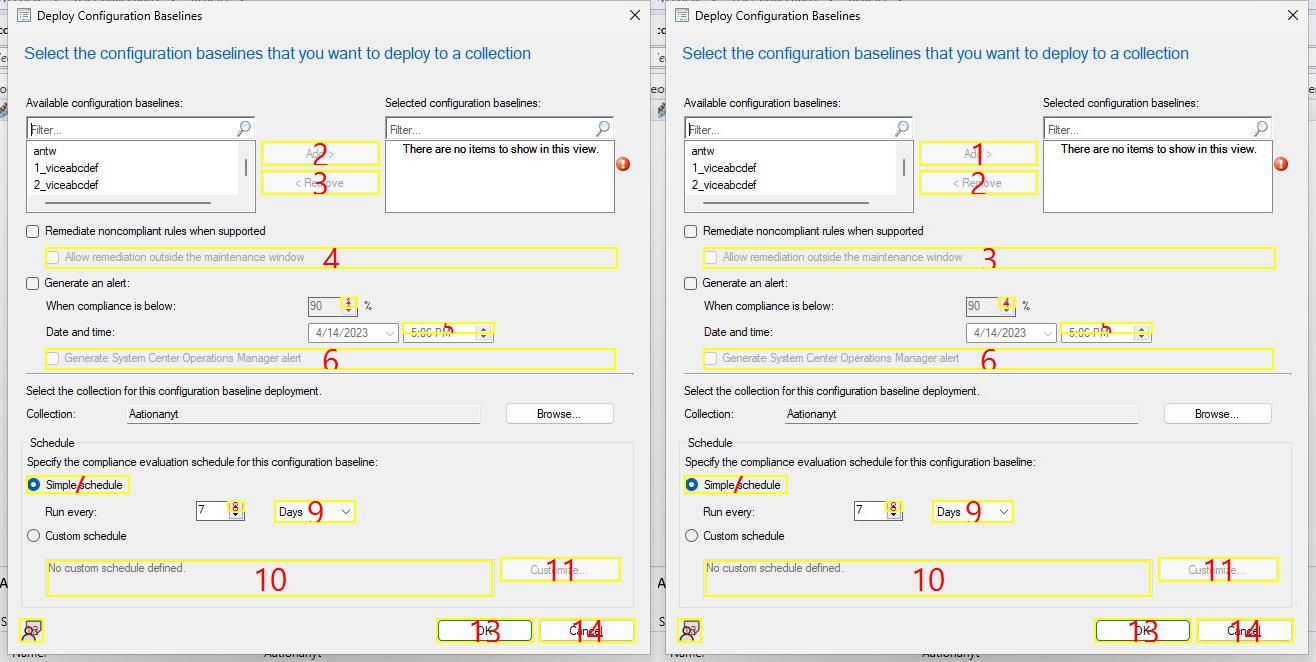 Deploy Configuration Baselines
Select the configuration baselines that you want to deploy to a collection
Available configuration baselines:
Selected configuration baselines:
Filter...
Filter...
antw
1_viceabcdef
2_viceabcdef
2
Add >
3
< Remove
There are no items to show in this view.
Remediate noncompliant rules when supported
Allow remediation outside the maintenance window
4
Generate an alert:
When compliance is below:
90
1
%
Date and time:
4/14/2023
5:06 PM
5
Generate System Center Operations Manager alert
6
Select the collection for this configuration baseline deployment.
Collection:
Aationanyt
Browse...
Schedule
Specify the compliance evaluation schedule for this configuration baseline:
Simple schedule
7
Run every:
7
8
Days
9
Custom schedule
No custom schedule defined.
10
Customize...
11
OK
13
Cancel
14
Deploy Configuration Baselines
Select the configuration baselines that you want to deploy to a collection
Available configuration baselines:
Selected configuration baselines:
Filter...
Filter...
antw
1_viceabcdef
2_viceabcdef
1
Add >
2
< Remove
There are no items to show in this view.
Remediate noncompliant rules when supported
Allow remediation outside the maintenance window
3
Generate an alert:
When compliance is below:
90
4
%
Date and time:
4/14/2023
5:06 PM
5
Generate System Center Operations Manager alert
6
Select the collection for this configuration baseline deployment.
Collection:
Aationanyt
Browse...
Schedule
Specify the compliance evaluation schedule for this configuration baseline:
Simple schedule
7
Run every:
7
8
Days
9
Custom schedule
No custom schedule defined.
10
Customize...
11
OK
13
Cancel
14